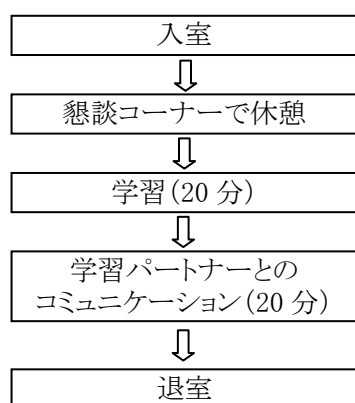 入室
懇談コーナーで休憩
学習(20 分)
学習パートナーとの
コミュニケーション(20 分)
退室